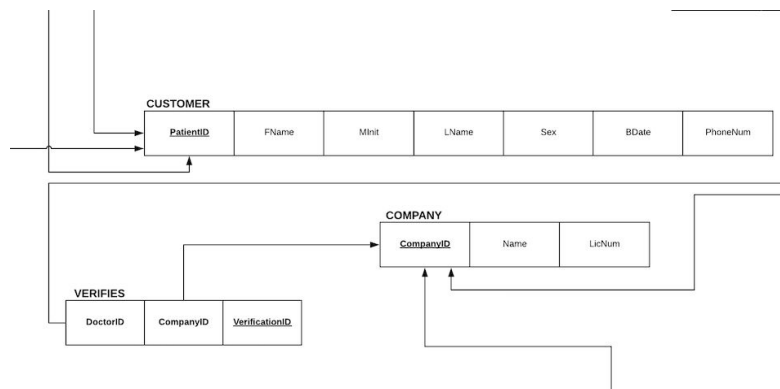 CUSTOMER
PatientID FName MInit LName Sex BDate PhoneNum
COMPANY
CompanyID Name LicNum
VERIFIES
DoctorID CompanyID VerificationID